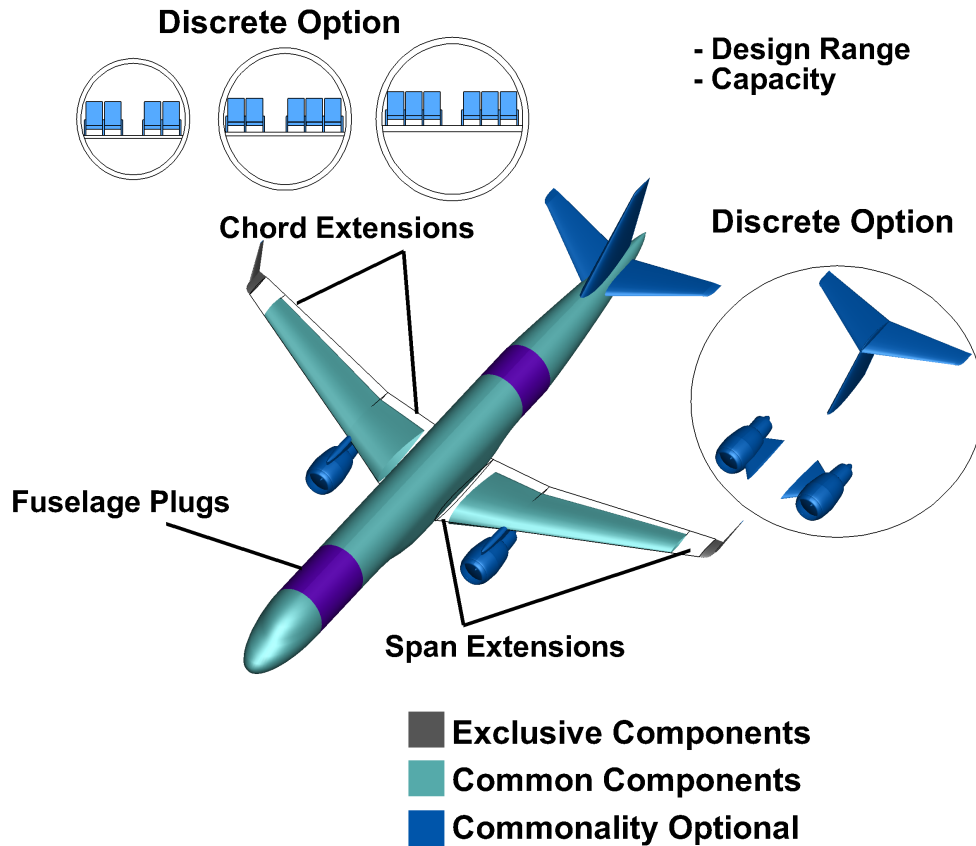 Discrete Option
- Design Range
- Capacity
Chord Extensions
Discrete Option
Fuselage Plugs
Span Extensions
Exclusive Components
Common Components
Commonality Optional